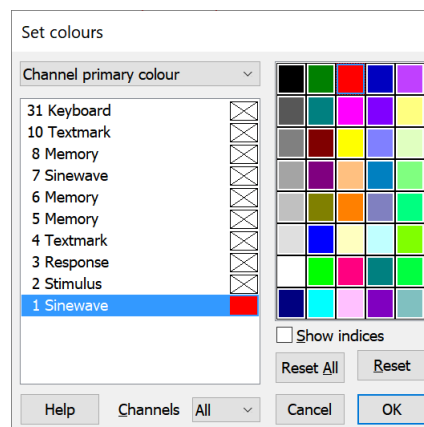 Set colours
Channel primary colour
31 Keyboard
10 Textmark
8 Memory
7 Sinewave
6 Memory
5 Memory
4 Textmark
3 Response
2 Stimulus
1 Sinewave
Show indices
Reset All Reset
Help Channels All Cancel OK